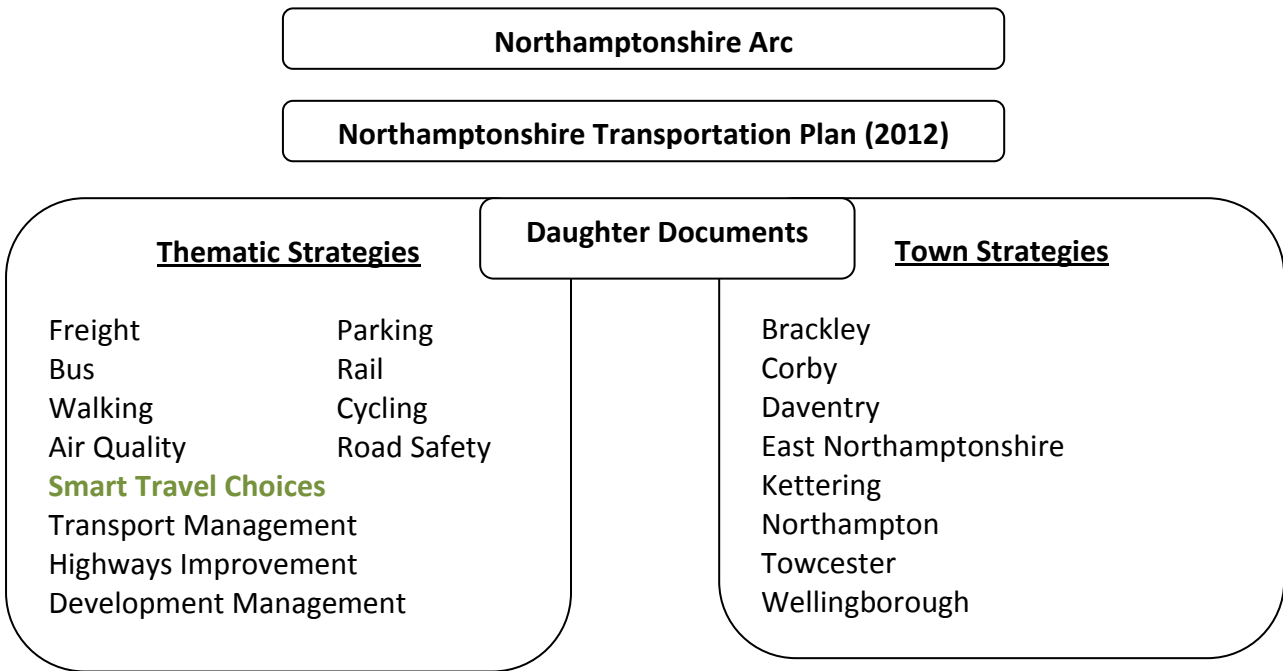 Northamptonshire Arc
Northamptonshire Transportation Plan (2012)
Daughter Documents
Thematic Strategies
Freight
Parking
Bus
Rail
Walking
Cycling
Air Quality
Road Safety
Smart Travel Choices
Transport Management
Highways Improvement
Development Management
Town Strategies
Brackley
Corby
Daventry
East Northamptonshire
Kettering
Northampton
Towcester
Wellingborough